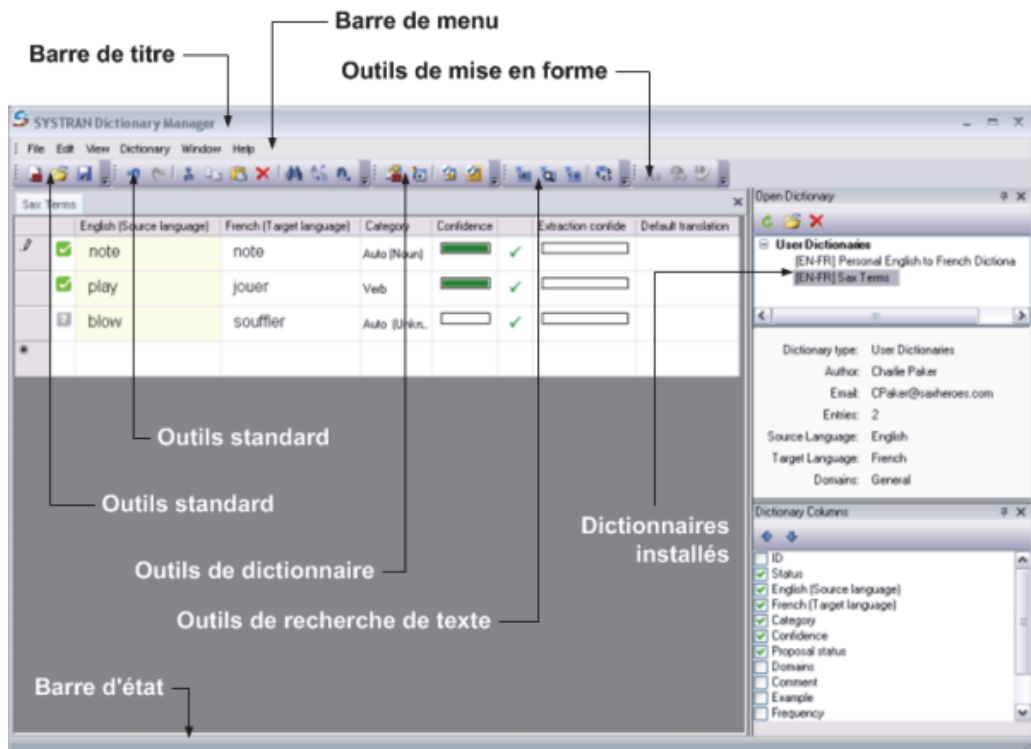 Barre de menu
Barre de titre
Outils de mise en forme
SYSTRAN Dictionary Manager
File Edit View Dictionary Window Help
Sax Terms
English (Source language) French (Target language) Category Confidence Extraction confide Default translation
note note Auto (Noun)
play jouer Verb
blow souffler Auto (Unkn..
Outils standard
Outils standard
Outils de dictionnaire
Outils de recherche de texte
Dictionnaires
installés
Barre d'état
Open Dictionary
User Dictionaries
[EN-FR] Personal English to French Dictiona
[EN-FR] Sax Terms
Dictionary type: User Dictionaries
Author: Charlie Paker
Email: CPaker@saxheroes.com
Entries: 2
Source Language: English
Target Language: French
Domains: General
Dictionary Columns
ID
Status
English (Source language)
French (Target language)
Category
Confidence
Proposal status
Domains
Comment
Example
Frequency